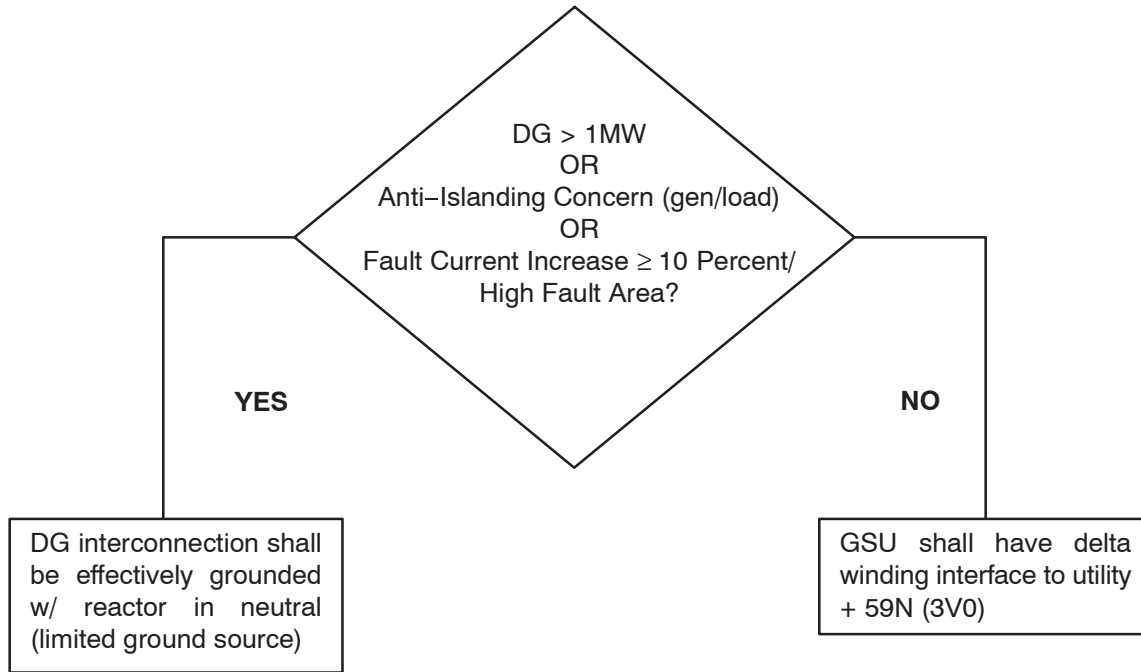 DG > 1MW
OR
Anti–Islanding Concern (gen/load)
OR
Fault Current Increase ≥ 10 Percent/
High Fault Area?
YES
NO
DG interconnection shall
be effectively grounded
w/ reactor in neutral
(limited ground source)
GSU shall have delta
winding interface to utility
+ 59N (3V0)